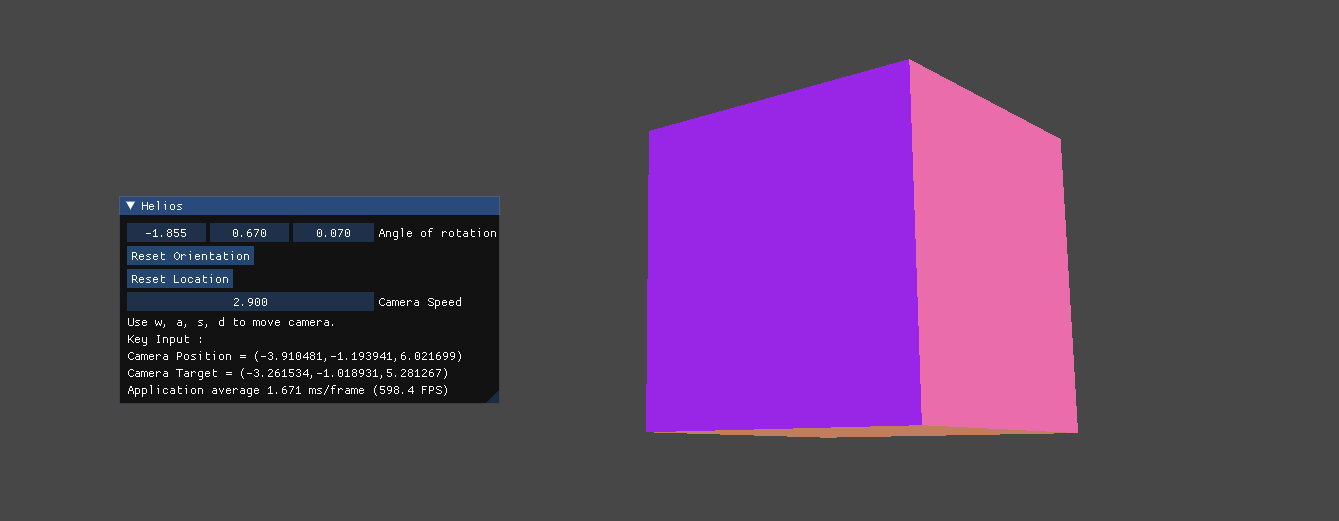 Helios
-1.855 0.670 0.070 Angle of rotation
Reset Orientation
Reset Location
2.900 Camera Speed
Use w, a, s, d to move camera.
Key Input :
Camera Position = (-3.910481,-1.193941,6.021699)
Camera Target = (-3.261534,-1.018931,5.281267)
Application average 1.671 ms/frame (598.4 FPS)